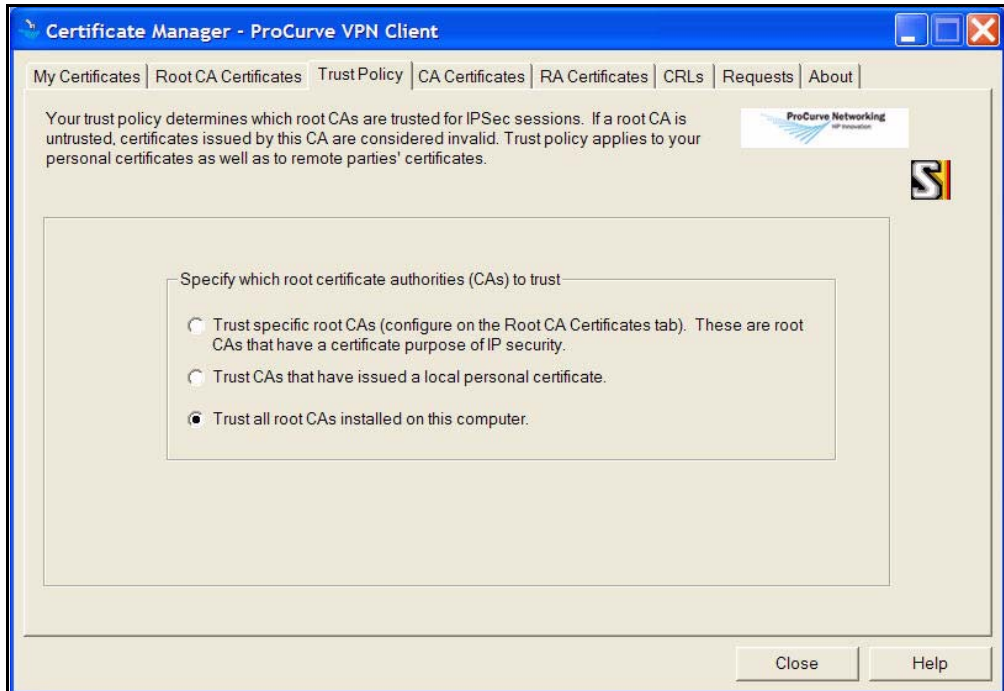 Certificate Manager - ProCurve VPN Client
My Certificates
Root CA Certificates
Trust Policy
CA Certificates
RA Certificates
CRLs
Requests
About
Your trust policy determines which root CAs are trusted for IPSec sessions. If a root CA is
untrusted, certificates issued by this CA are considered invalid. Trust policy applies to your
personal certificates as well as to remote parties' certificates.
ProCurve Networking
HP Innovation
S
Specify which root certificate authorities (CAs) to trust
Trust specific root CAs (configure on the Root CA Certificates tab). These are root
CAs that have a certificate purpose of IP security.
Trust CAs that have issued a local personal certificate.
Trust all root CAs installed on this computer.
Close
Help